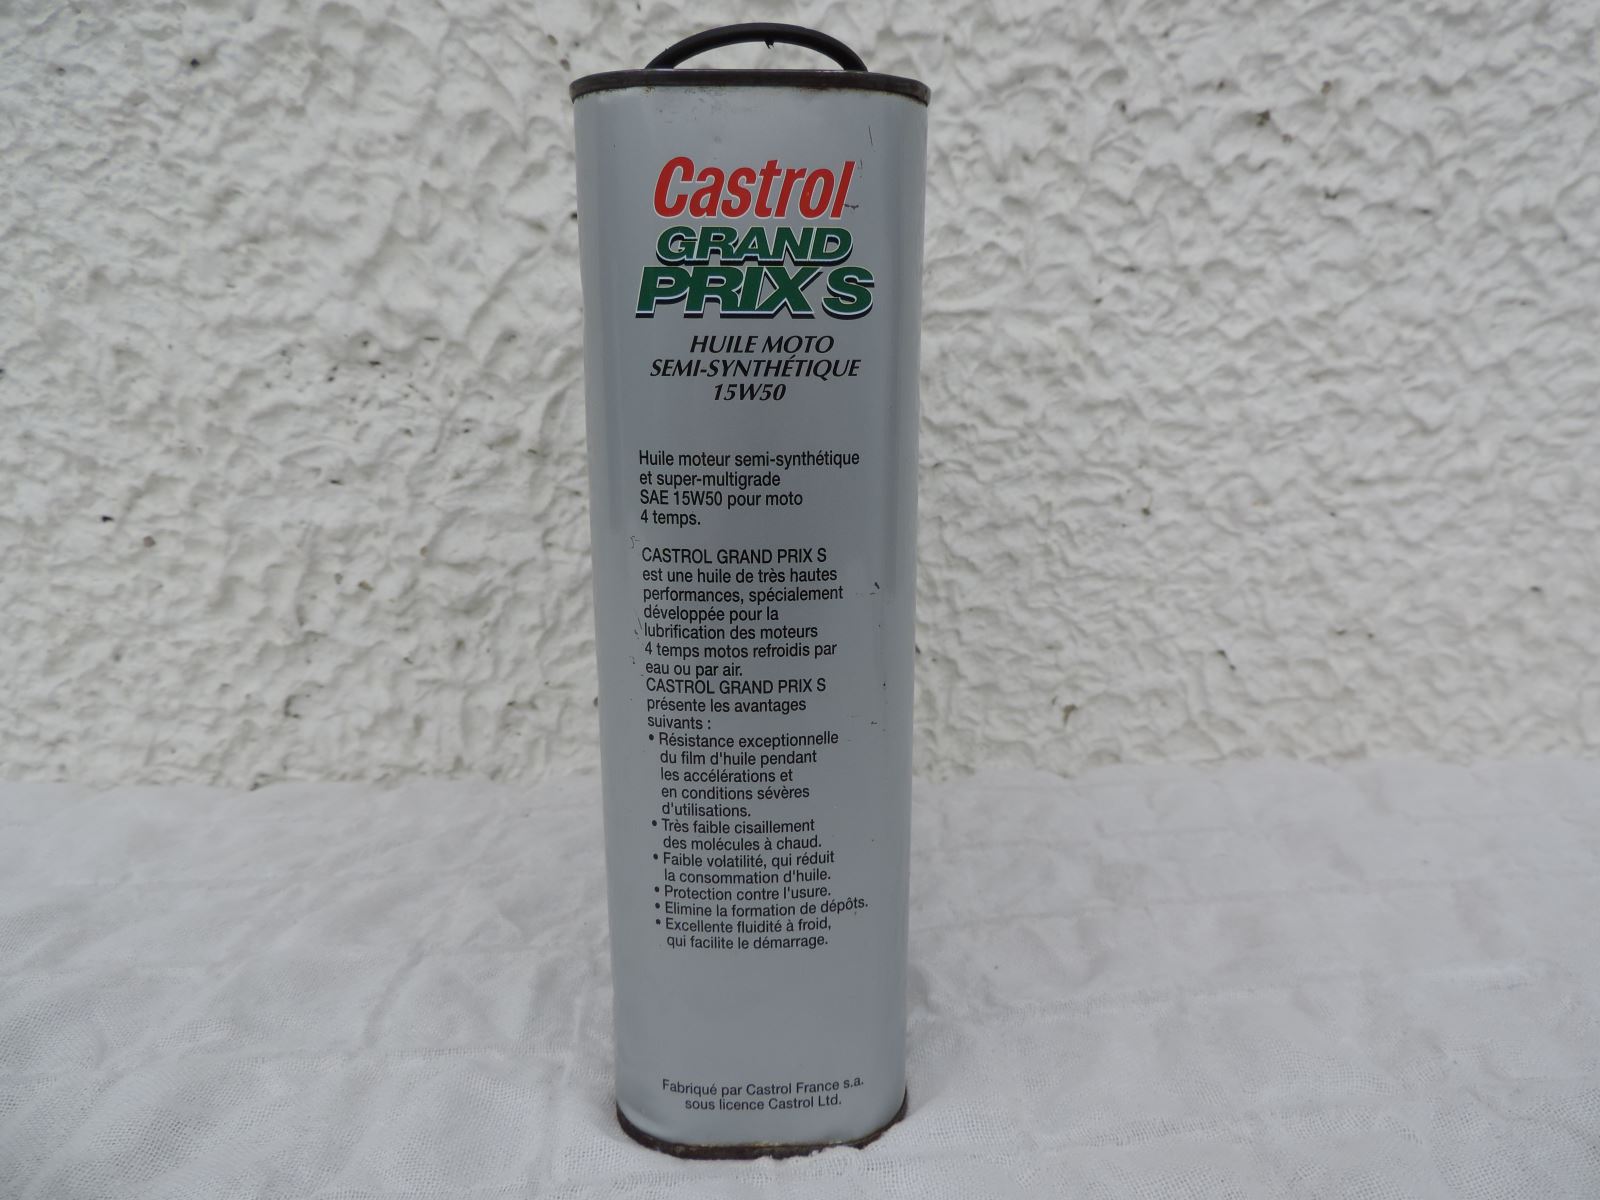 Castrol
GRAND
PRIX S
HUILE MOTO
SEMI-SYNTHÉTIQUE
15W50
Huile moteur semi-synthétique
et super-multigrade
SAE 15W50 pour moto
4 temps.
CASTROL GRAND PRIX S
est une huile de très hautes
performances, spécialement
développée pour la
lubrification des moteurs
4 temps motos refroidis par
eau ou par air.
CASTROL GRAND PRIX S
présente les avantages
suivants :
• Résistance exceptionnelle
du film d'huile pendant
les accélérations et
en conditions sévères
d'utilisations.
• Très faible cisaillement
des molécules à chaud.
• Faible volatilité, qui réduit
la consommation d'huile.
• Protection contre l'usure.
• Elimine la formation de dépôts.
• Excellente fluidité à froid,
qui facilite le démarrage.
Fabriqué par Castrol France s.a.
sous licence Castrol Ltd.